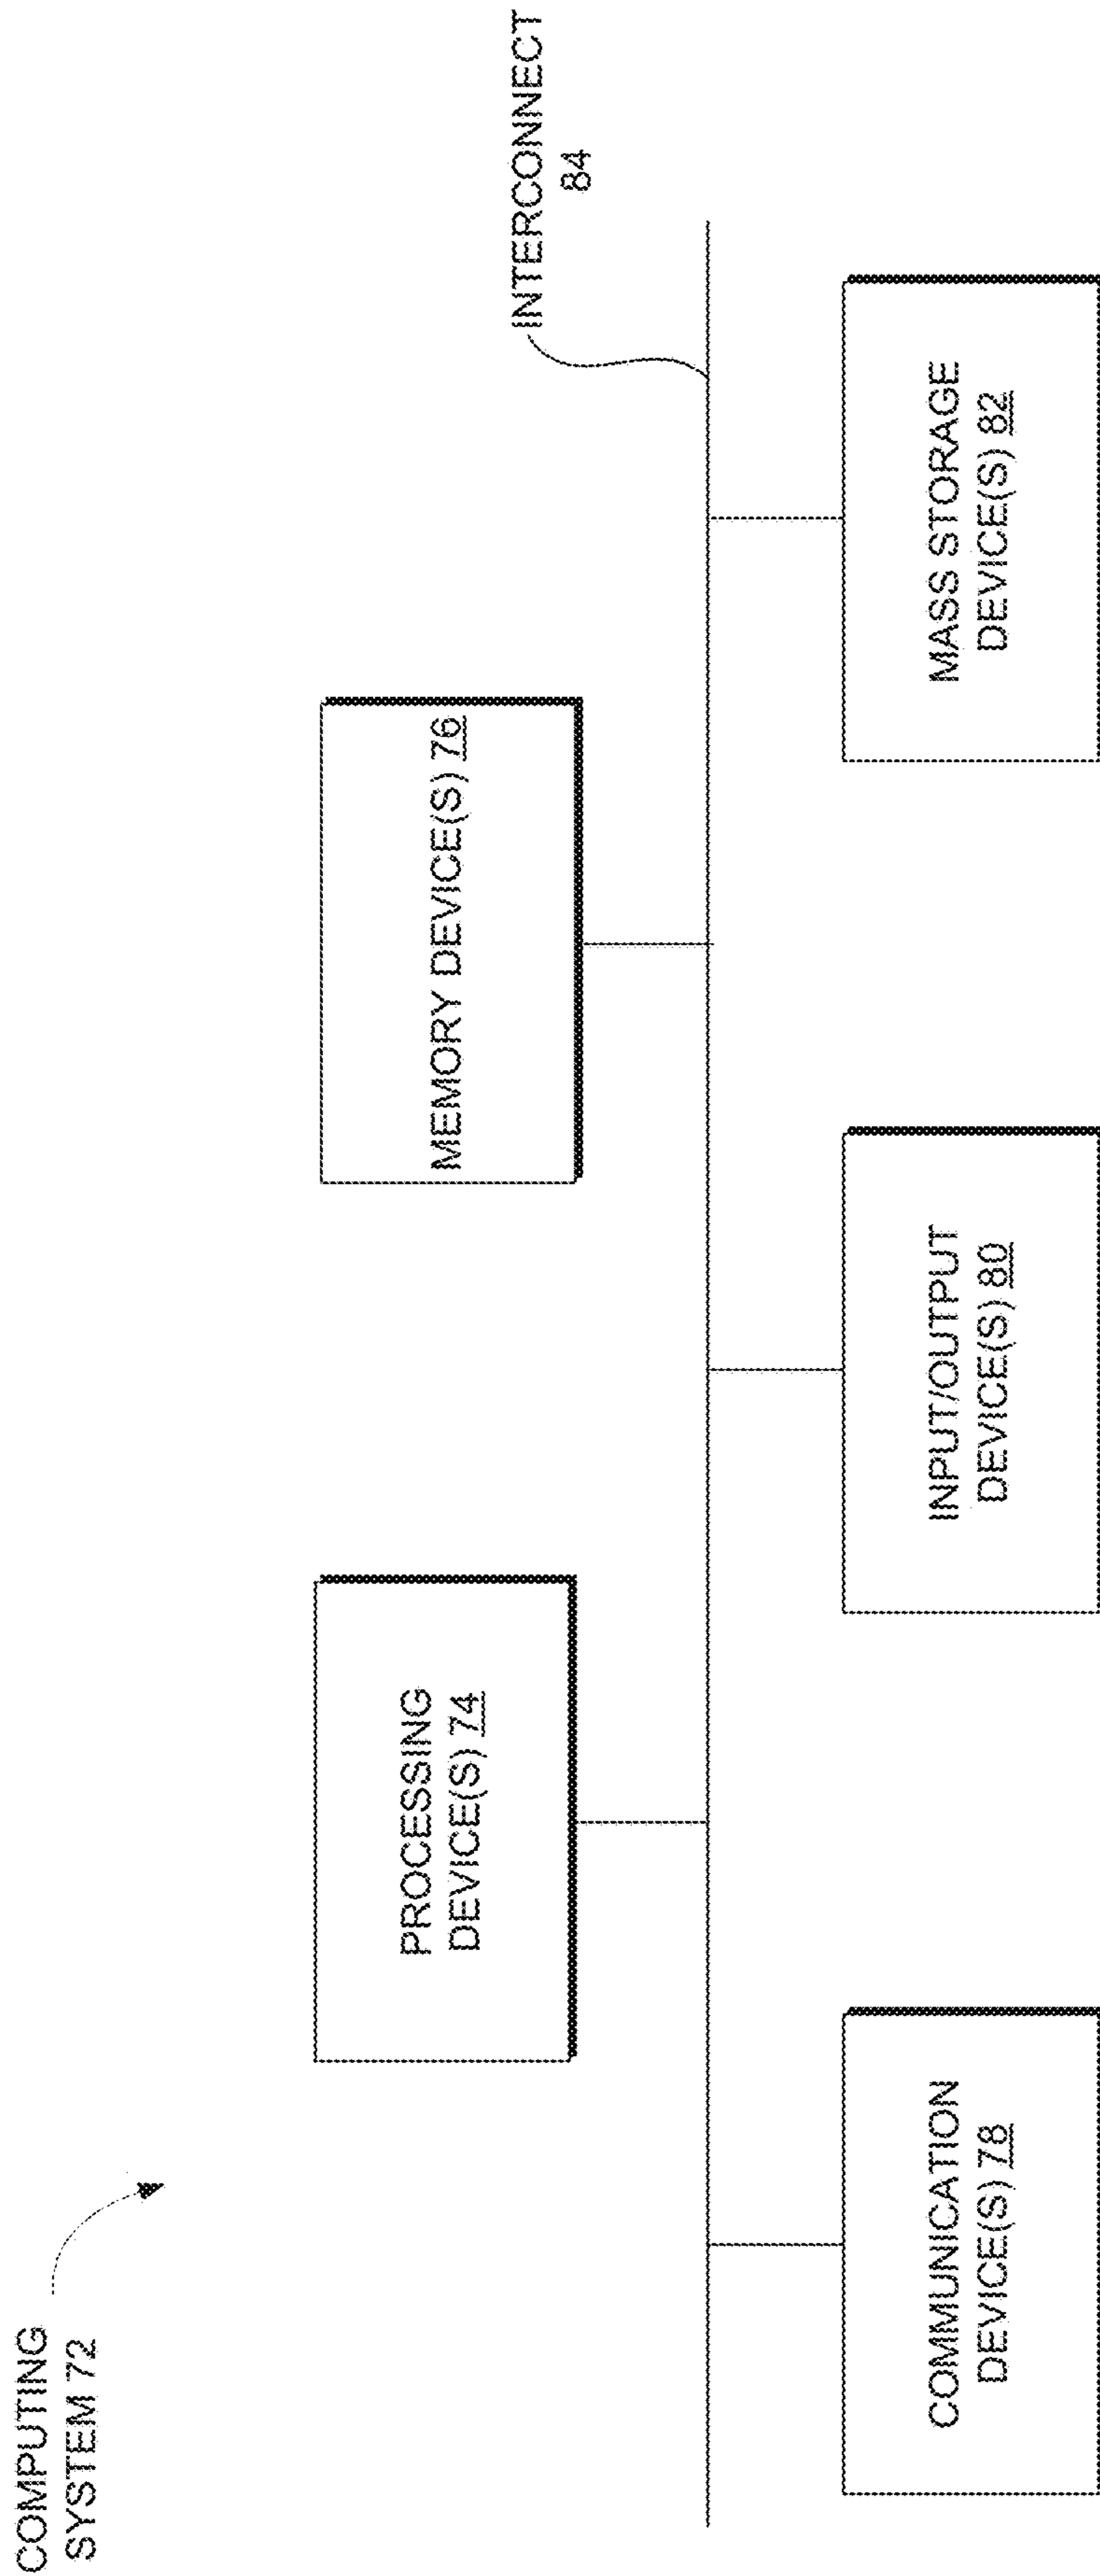 COMPUTING
SYSTEM 72
PROCESSING
DEVICE(S) 74
MEMORY DEVICE(S) 76
INTERCONNECT
84
COMMUNICATION
DEVICE(S) 78
INPUT/OUTPUT
DEVICE(S) 80
MASS STORAGE
DEVICE(S) 82